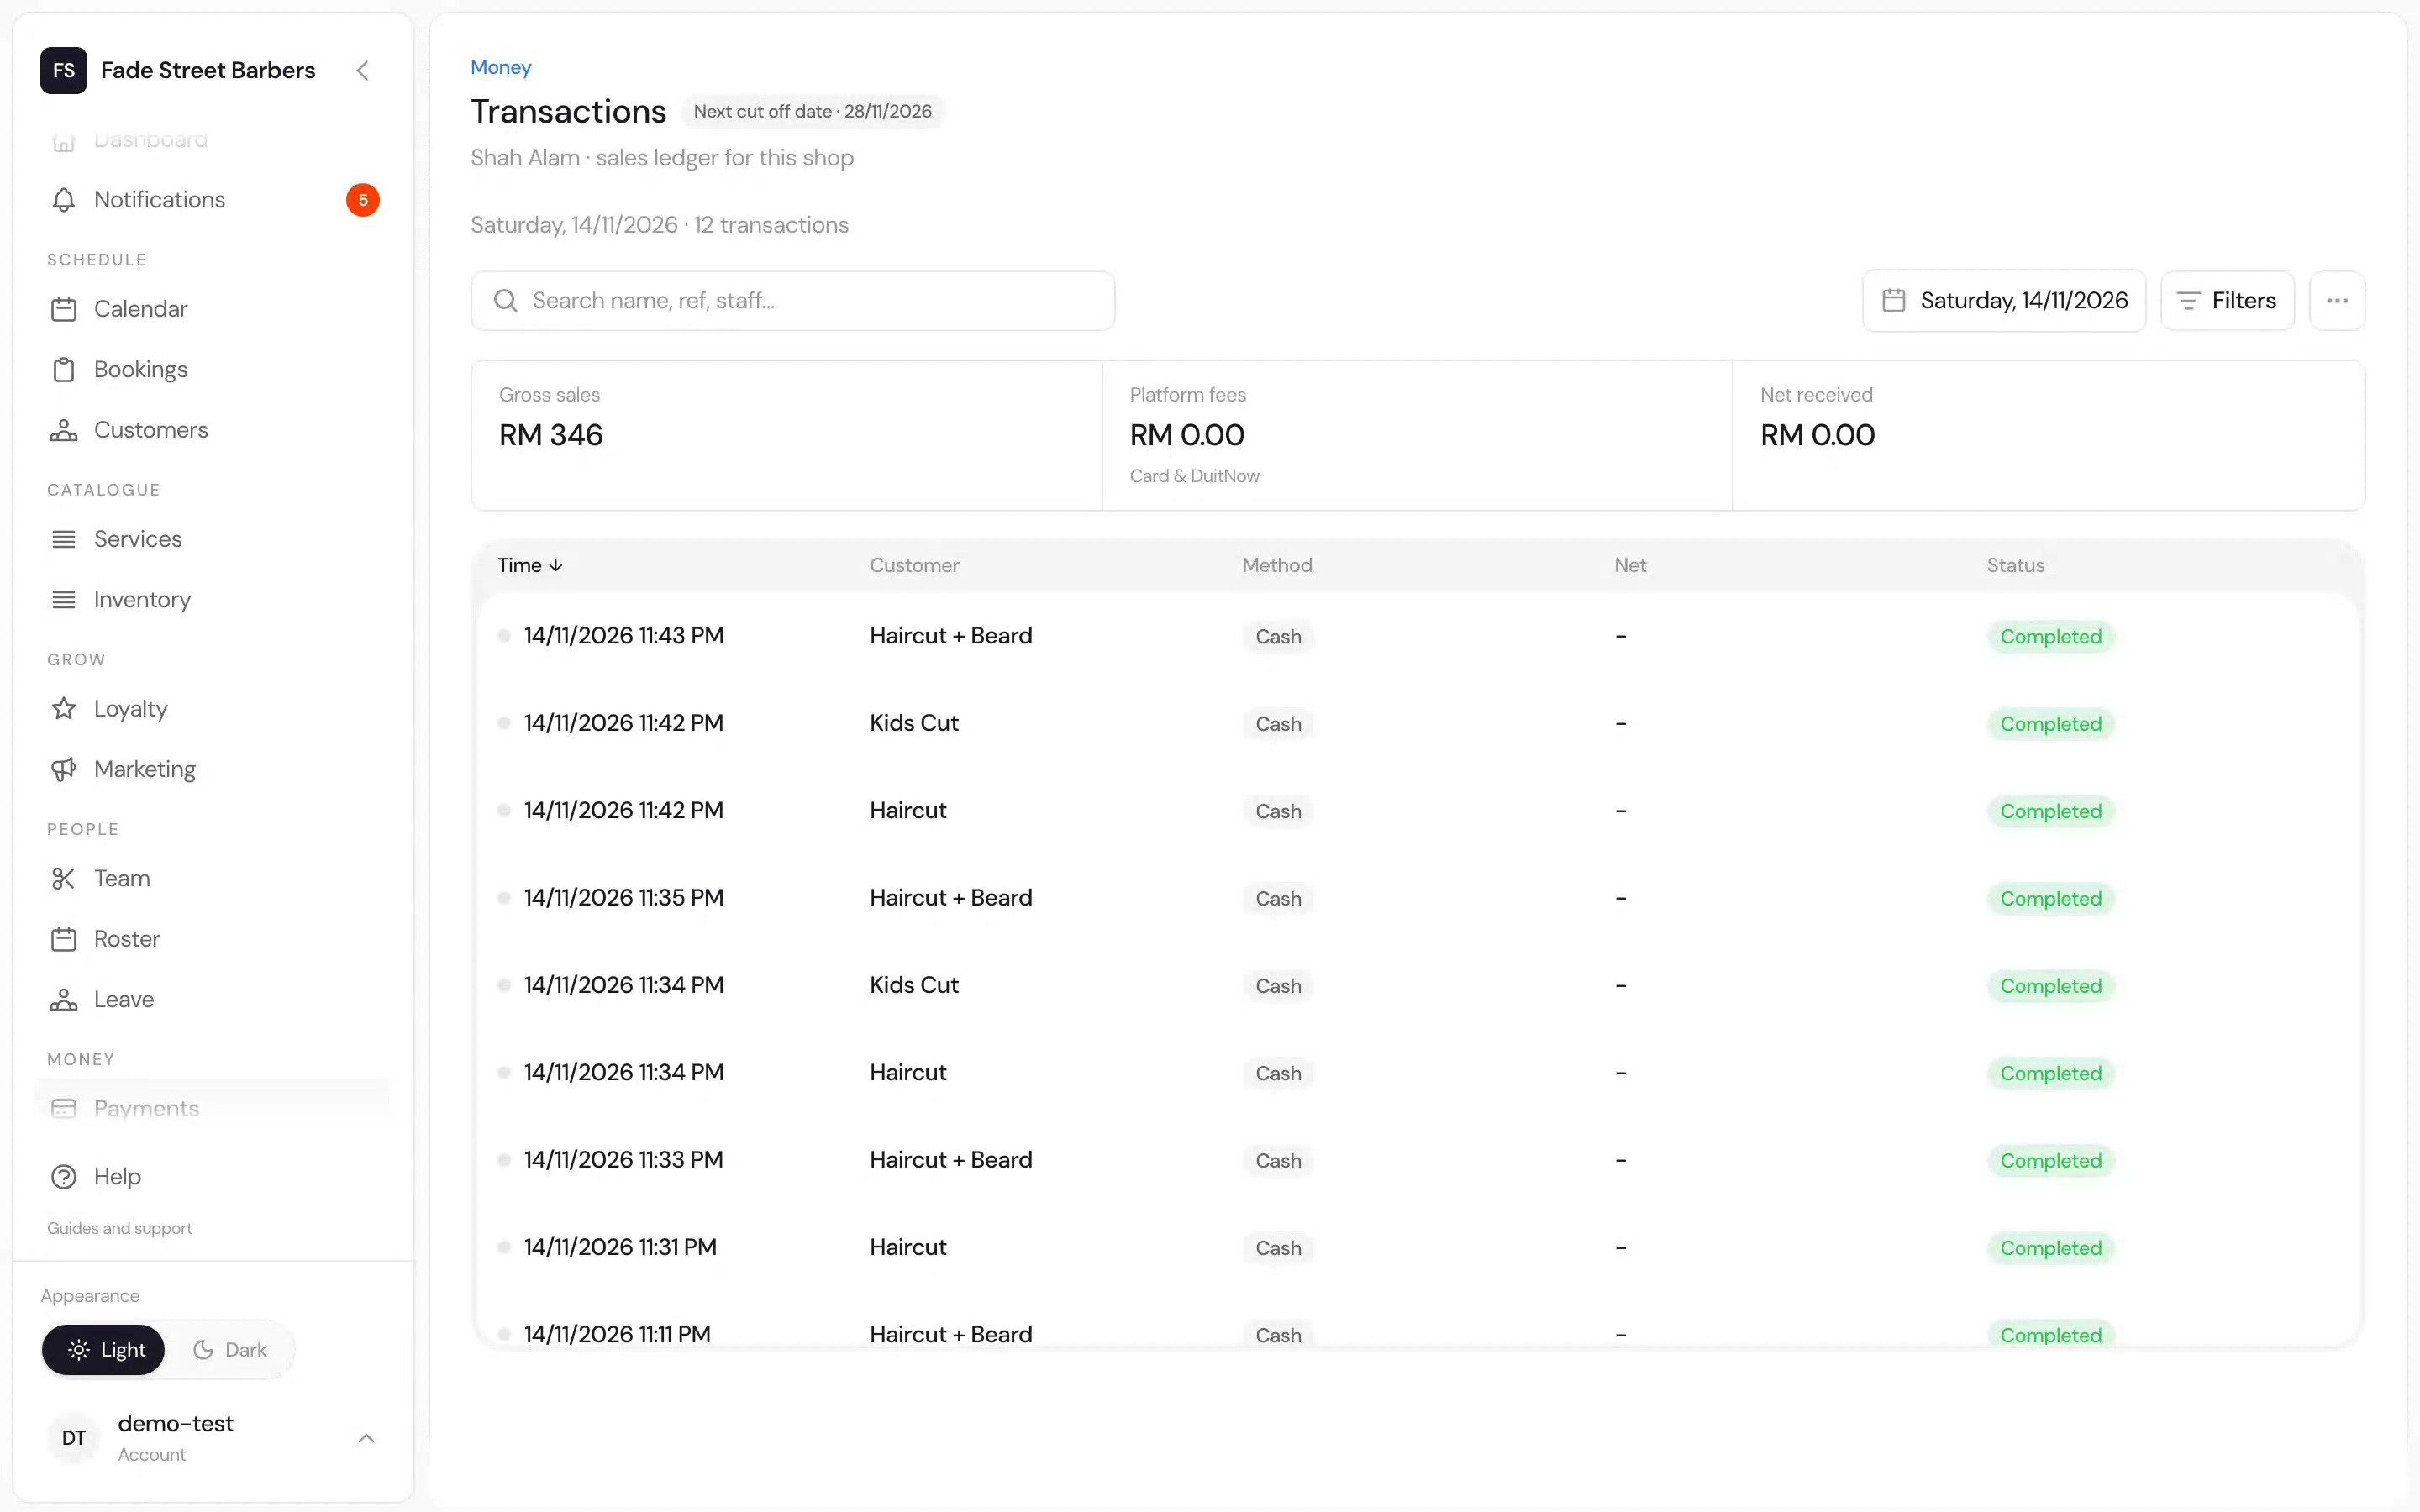 FS Fade Street Barbers
Dashboard
Notifications 5
SCHEDULE
Calendar
Bookings
Customers
CATALOGUE
Services
Inventory
GROW
Loyalty
Marketing
PEOPLE
Team
Roster
Leave
MONEY
Payments
Help
Guides and support
Appearance
Light Dark
DT demo-test
Account
Money
Transactions Next cut off date · 28/11/2026
Shah Alam · sales ledger for this shop
Saturday, 14/11/2026 · 12 transactions
Search name, ref, staff... Saturday, 14/11/2026 Filters ...
Gross sales Platform fees Net received
RM 346 RM 0.00 RM 0.00
Card & DuitNow
Time ↓ Customer Method Net Status
14/11/2026 11:43 PM Haircut + Beard Cash – Completed
14/11/2026 11:42 PM Kids Cut Cash – Completed
14/11/2026 11:42 PM Haircut Cash – Completed
14/11/2026 11:35 PM Haircut + Beard Cash – Completed
14/11/2026 11:34 PM Kids Cut Cash – Completed
14/11/2026 11:34 PM Haircut Cash – Completed
14/11/2026 11:33 PM Haircut + Beard Cash – Completed
14/11/2026 11:31 PM Haircut Cash – Completed
14/11/2026 11:11 PM Haircut + Beard Cash – Completed